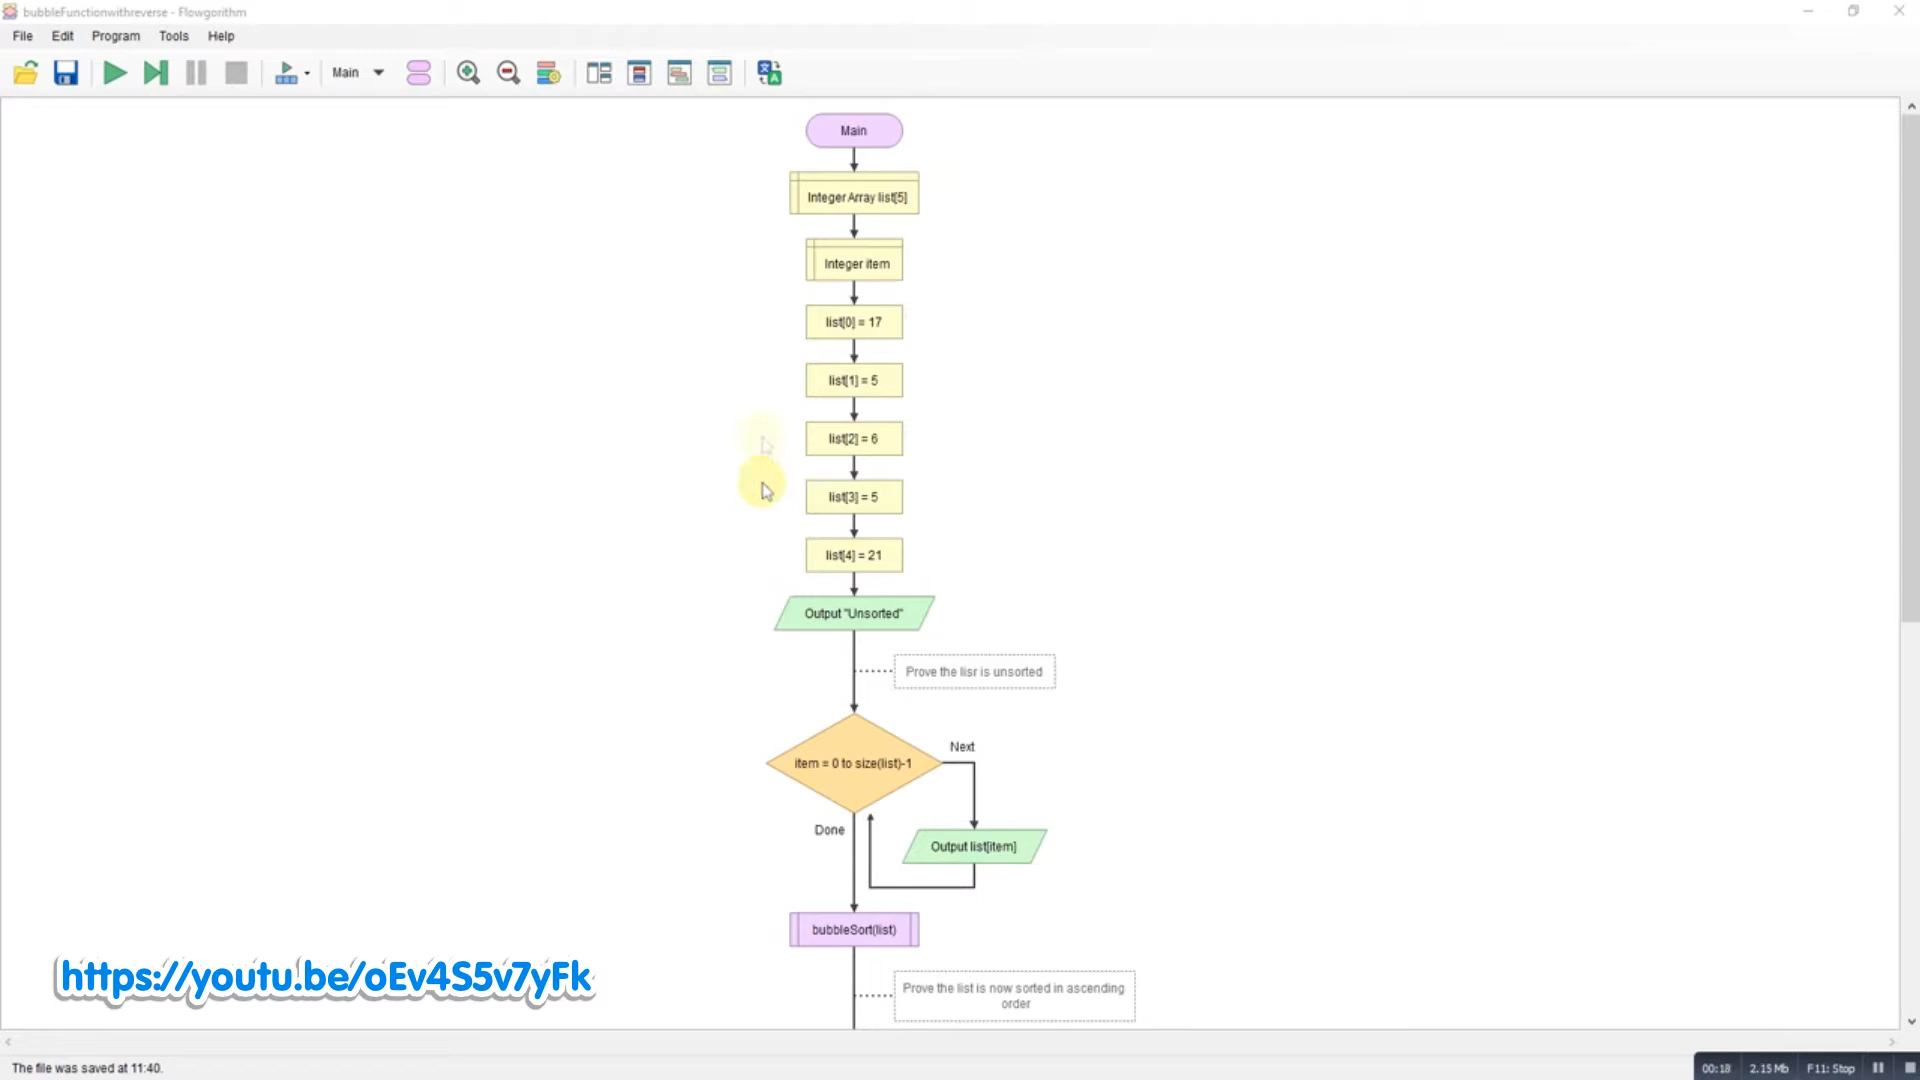 bubbleFunctionwithreverse - Flowgorithm
File Edit Program Tools Help
Main
Main
Integer Array list[5]
Integer item
list[0] = 17
list[1] = 5
list[2] = 6
list[3] = 5
list[4] = 21
Output "Unsorted"
Prove the lisr is unsorted
item = 0 to size(list)-1
Next
Done
Output list[item]
bubbleSort(list)
Prove the list is now sorted in ascending
order
https://youtu.be/oEv4S5v7yFk
The file was saved at 11:40.
00:18 2.15 Mb F11: Stop